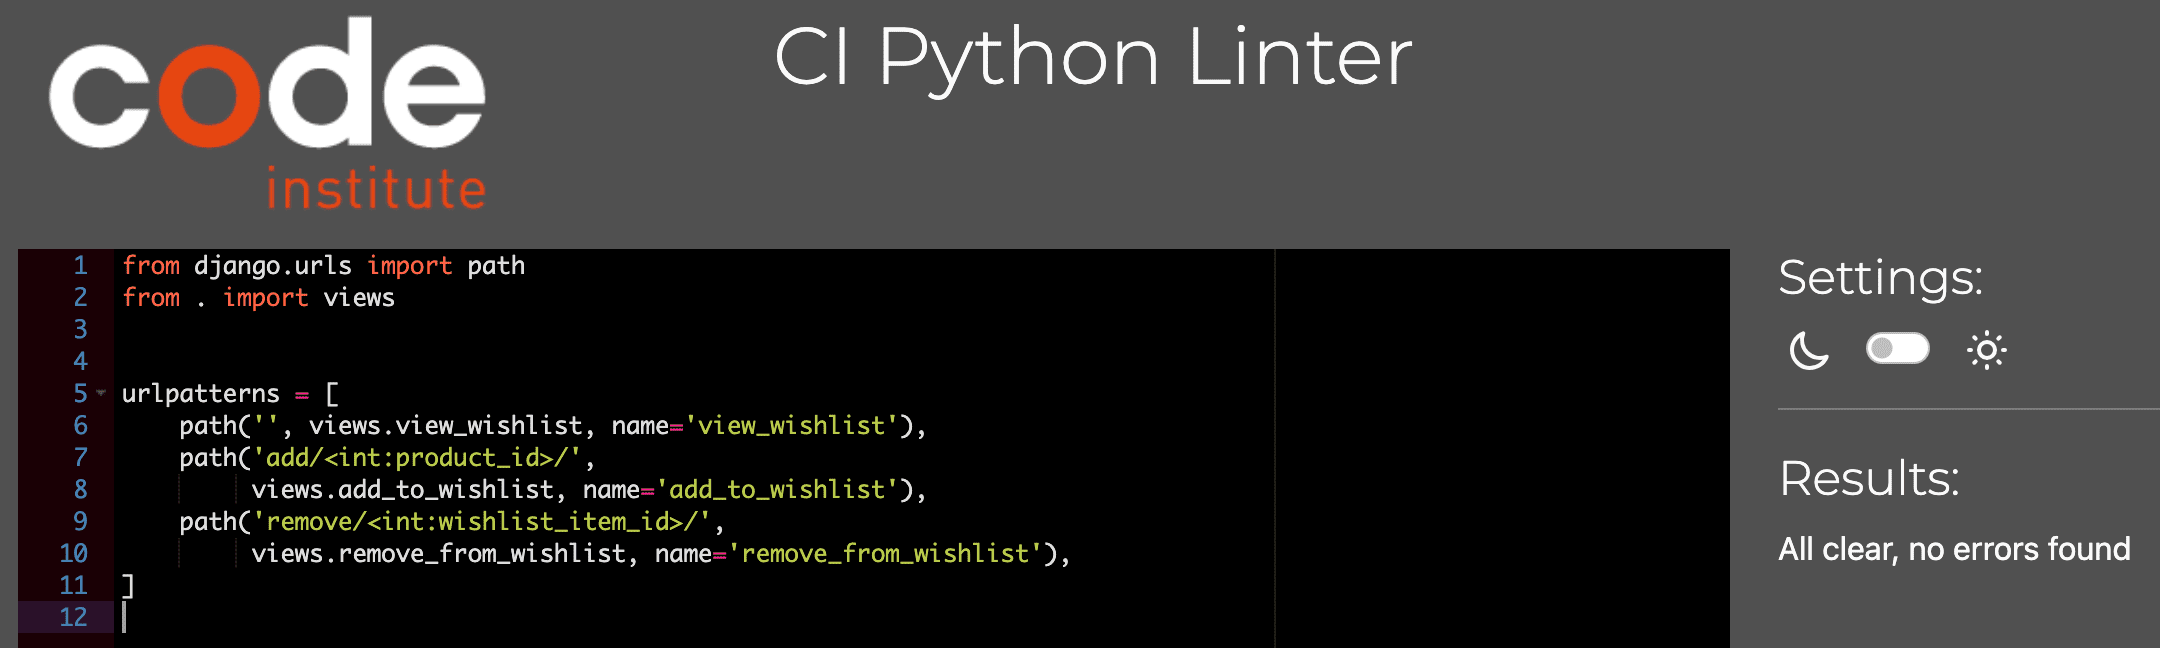 code
institute
CI Python Linter
1 from django.urls import path
2 from . import views
3
4
5 urlpatterns = [
6     path('', views.view_wishlist, name='view_wishlist'),
7     path('add/<int:product_id>/',
8          views.add_to_wishlist, name='add_to_wishlist'),
9     path('remove/<int:wishlist_item_id>/',
10          views.remove_from_wishlist, name='remove_from_wishlist'),
11 ]
12
Settings:
Results:
All clear, no errors found